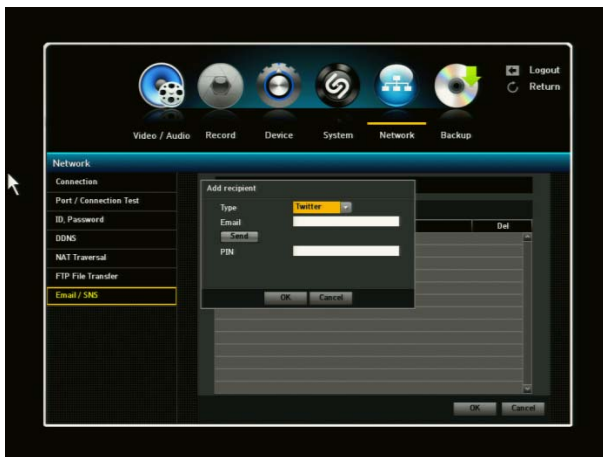 Logout
Return
Video / Audio Record Device System Network Backup
Network
Connection
Port / Connection Test
ID, Password
DDNS
NAT Traversal
FTP File Transfer
Email / SNS
Add recipient
Type Twitter
Email
Send
PIN
OK Cancel
Del
OK Cancel